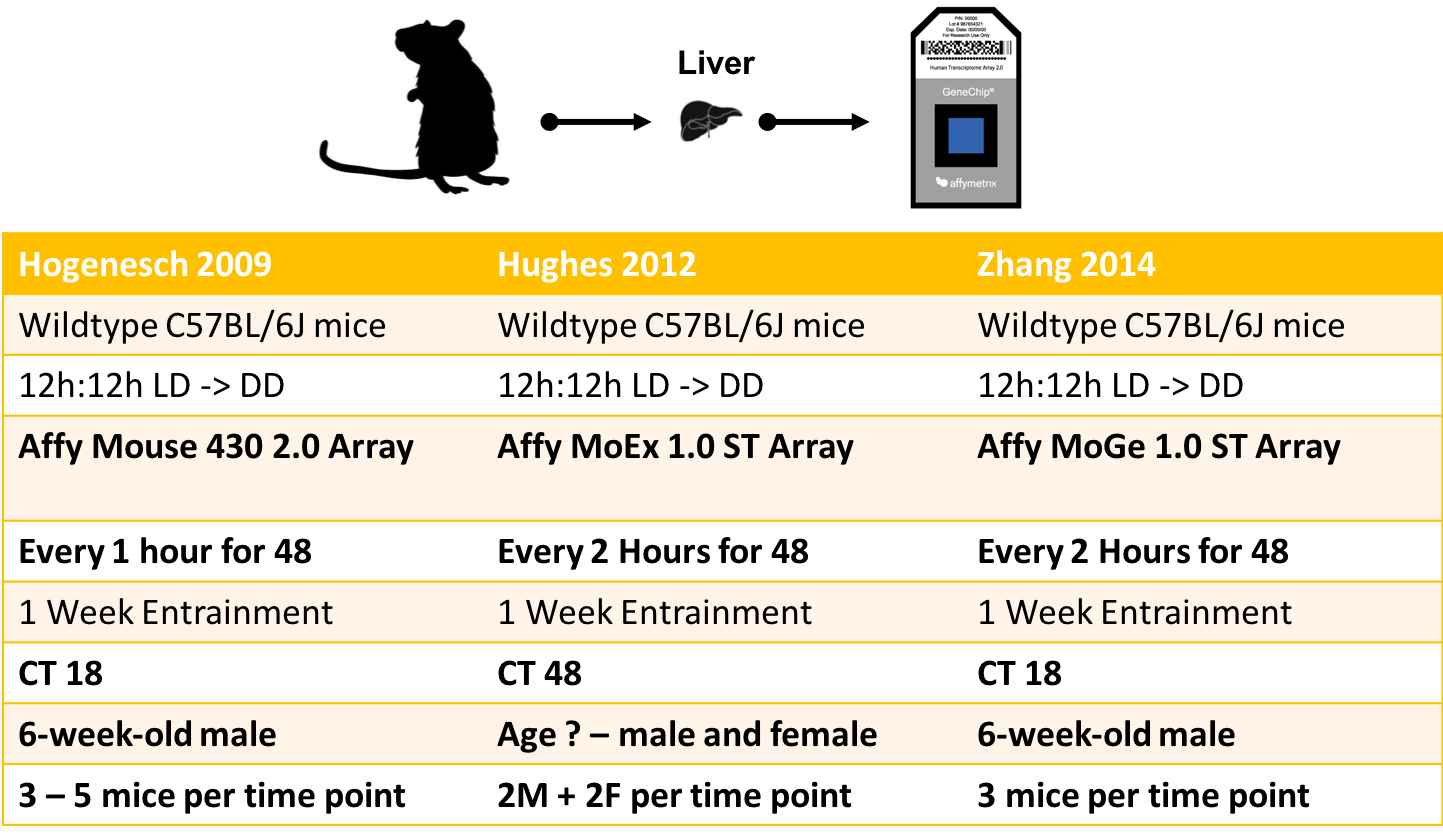 Liver
P/N: 00000
Lot # 987654321
Exp. Date: 00/00/00
For Research Use Only
Human Transcriptome Array 2.0
GeneChip®
affymetrix
Hogenesch 2009 Hughes 2012 Zhang 2014
Wildtype C57BL/6J mice Wildtype C57BL/6J mice Wildtype C57BL/6J mice
12h:12h LD -> DD 12h:12h LD -> DD 12h:12h LD -> DD
Affy Mouse 430 2.0 Array Affy MoEx 1.0 ST Array Affy MoGe 1.0 ST Array
Every 1 hour for 48 Every 2 Hours for 48 Every 2 Hours for 48
1 Week Entrainment 1 Week Entrainment 1 Week Entrainment
CT 18 CT 48 CT 18
6-week-old male Age ? – male and female 6-week-old male
3 – 5 mice per time point 2M + 2F per time point 3 mice per time point